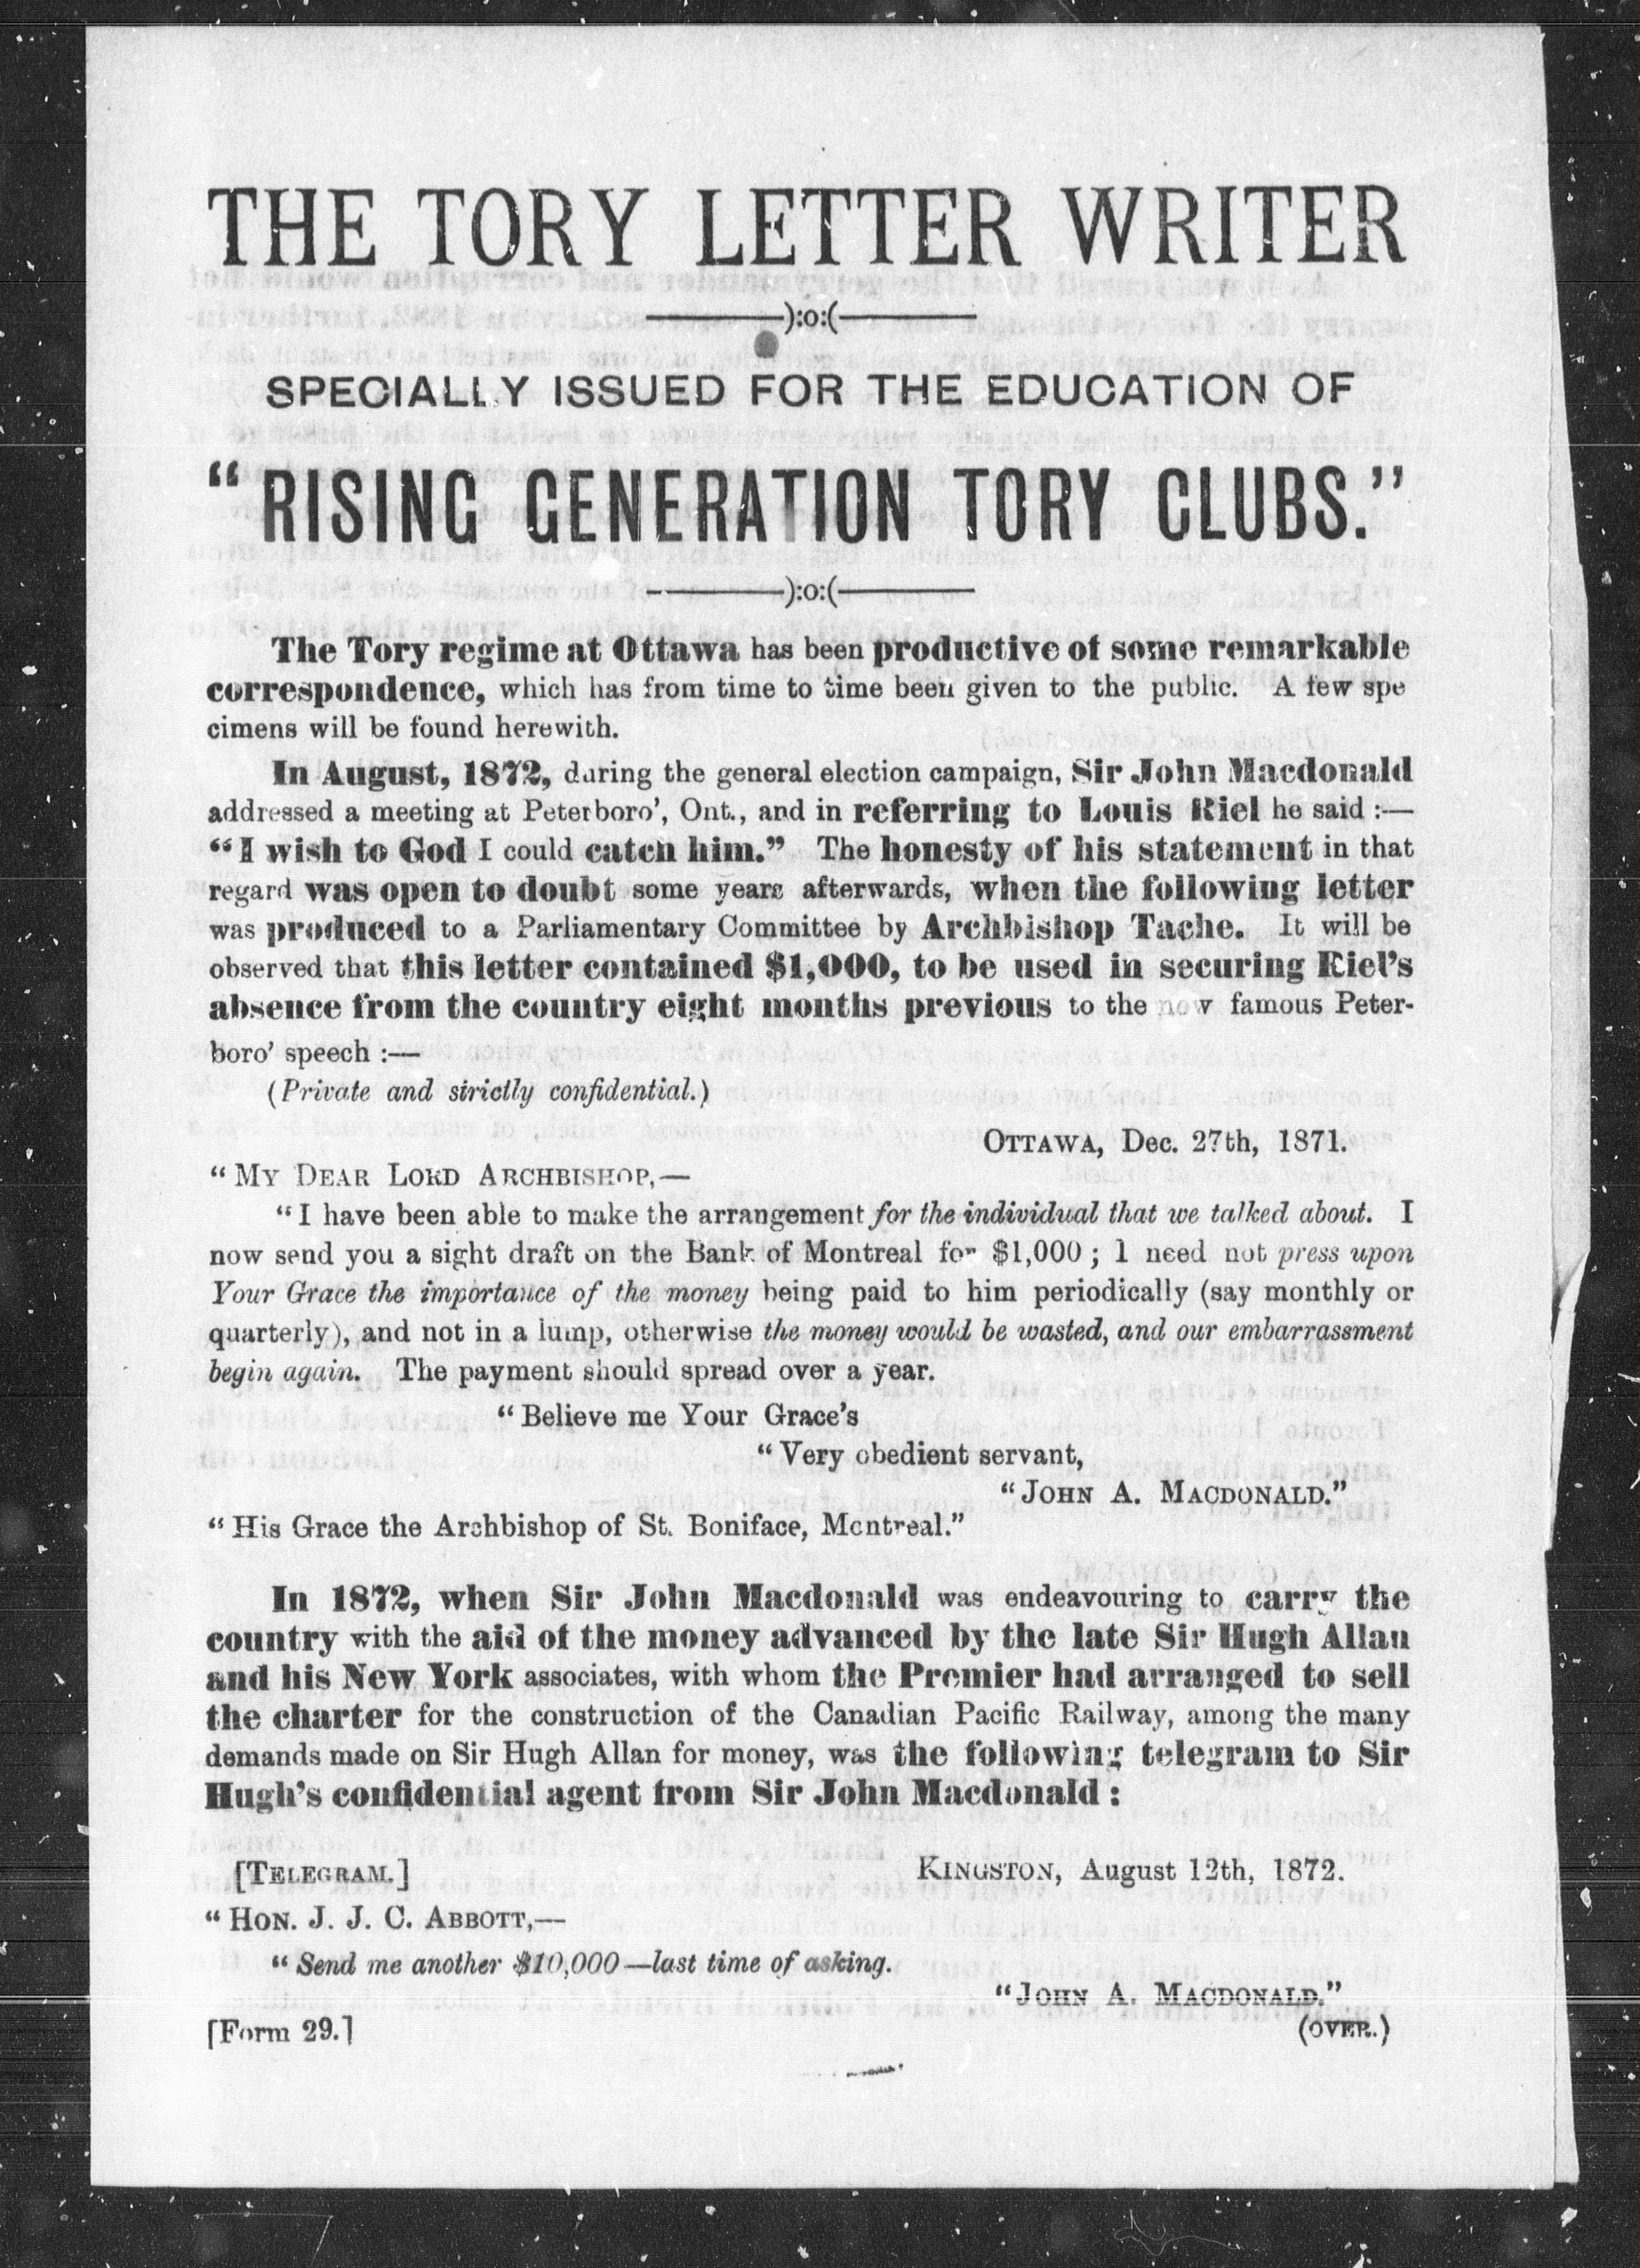 THE TORY LETTER WRITER
):o:(
SPECIALLY ISSUED FOR THE EDUCATION OF
“RISING GENERATION TORY CLUBS.”
):o:(
The Tory regime at Ottawa has been productive of some remarkable
correspondence, which has from time to time been given to the public. A few spe
cimens will be found herewith.
In August, 1872, during the general election campaign, Sir John Macdonald
addressed a meeting at Peterboro’, Ont., and in referring to Louis Riel he said :—
“I wish to God I could catch him.” The honesty of his statement in that
regard was open to doubt some years afterwards, when the following letter
was produced to a Parliamentary Committee by Archbishop Tache. It will be
observed that this letter contained $1,000, to be used in securing Riel’s
absence from the country eight months previous to the now famous Peter-
boro’ speech :—
(Private and strictly confidential.)
OTTAWA, Dec. 27th, 1871.
“MY DEAR LORD ARCHBISHOP,—
“I have been able to make the arrangement for the individual that we talked about. I
now send you a sight draft on the Bank of Montreal for $1,000 ; I need not press upon
Your Grace the importance of the money being paid to him periodically (say monthly or
quarterly), and not in a lump, otherwise the money would be wasted, and our embarrassment
begin again. The payment should spread over a year.
“Believe me Your Grace’s
“Very obedient servant,
“JOHN A. MACDONALD.”
“His Grace the Archbishop of St. Boniface, Montreal.”
In 1872, when Sir John Macdonald was endeavouring to carry the
country with the aid of the money advanced by the late Sir Hugh Allan
and his New York associates, with whom the Premier had arranged to sell
the charter for the construction of the Canadian Pacific Railway, among the many
demands made on Sir Hugh Allan for money, was the following telegram to Sir
Hugh’s confidential agent from Sir John Macdonald :
[TELEGRAM.] KINGSTON, August 12th, 1872.
“HON. J. J. C. ABBOTT,—
“Send me another $10,000—last time of asking.
“JOHN A. MACDONALD.”
[Form 29.] (OVER.)